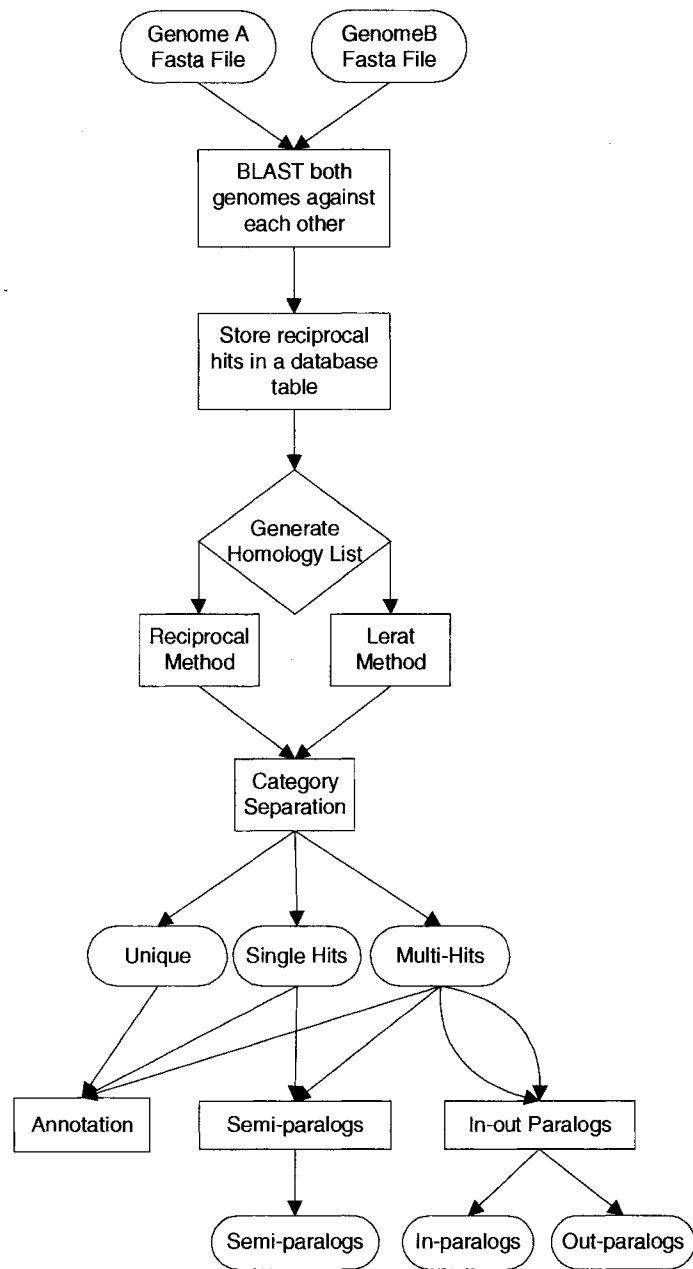 Genome A
Fasta File
GenomeB
Fasta File
BLAST both
genomes against
each other
Store reciprocal
hits in a database
table
Generate
Homology List
Reciprocal
Method
Lerat
Method
Category
Separation
Unique
Single Hits
Multi-Hits
Annotation
Semi-paralogs
In-out Paralogs
Semi-paralogs
In-paralogs
Out-paralogs